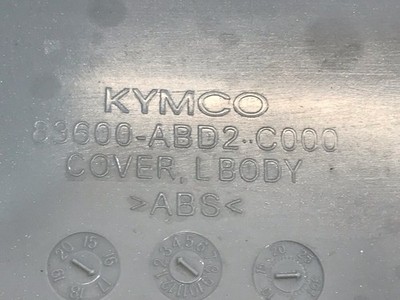 KYMCO
83600-ABD2-C000
COVER, L BODY
>ABS<